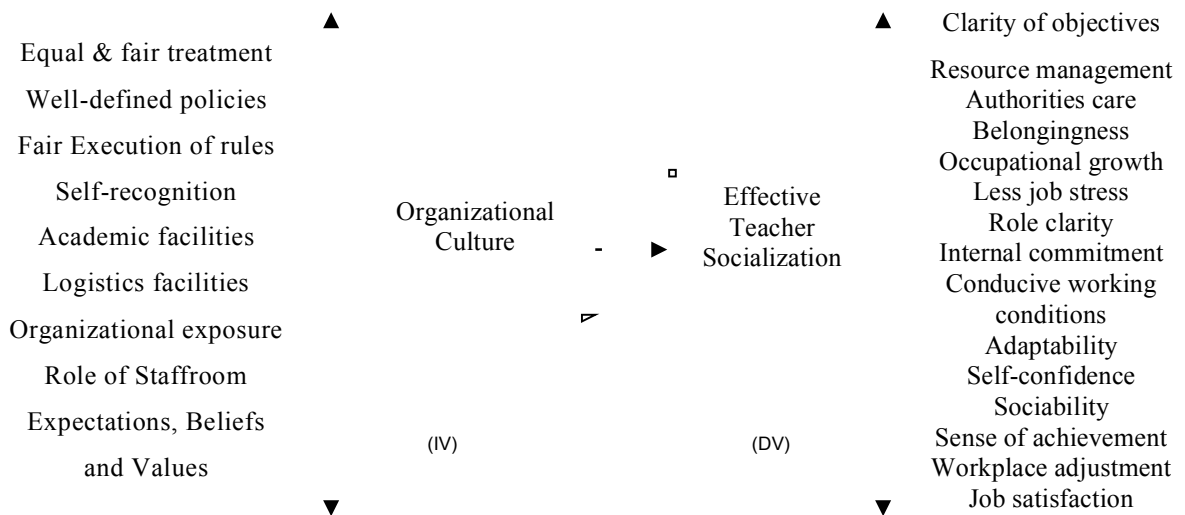 Equal & fair treatment
Well-defined policies
Fair Execution of rules
Self-recognition
Academic facilities
Logistics facilities
Organizational exposure
Role of Staffroom
Expectations, Beliefs
and Values
Organizational
Culture
(IV)
Effective
Teacher
Socialization
(DV)
Clarity of objectives
Resource management
Authorities care
Belongingness
Occupational growth
Less job stress
Role clarity
Internal commitment
Conducive working
conditions
Adaptability
Self-confidence
Sociability
Sense of achievement
Workplace adjustment
Job satisfaction